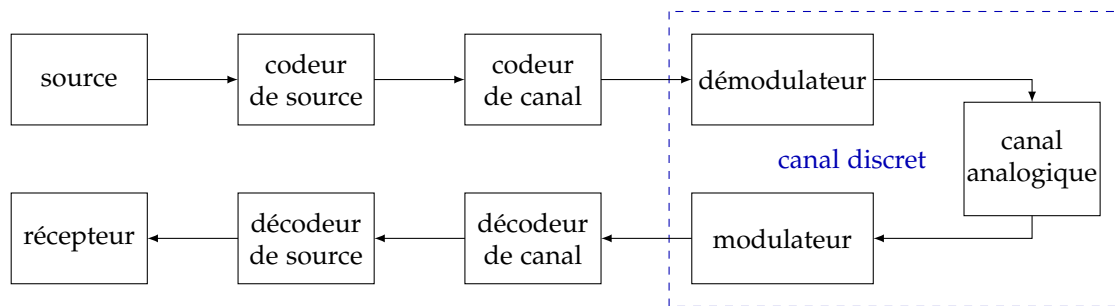 source
codeur
de source
codeur
de canal
démodulateur
canal
analogique
canal discret
récepteur
décodeur
de source
décodeur
de canal
modulateur